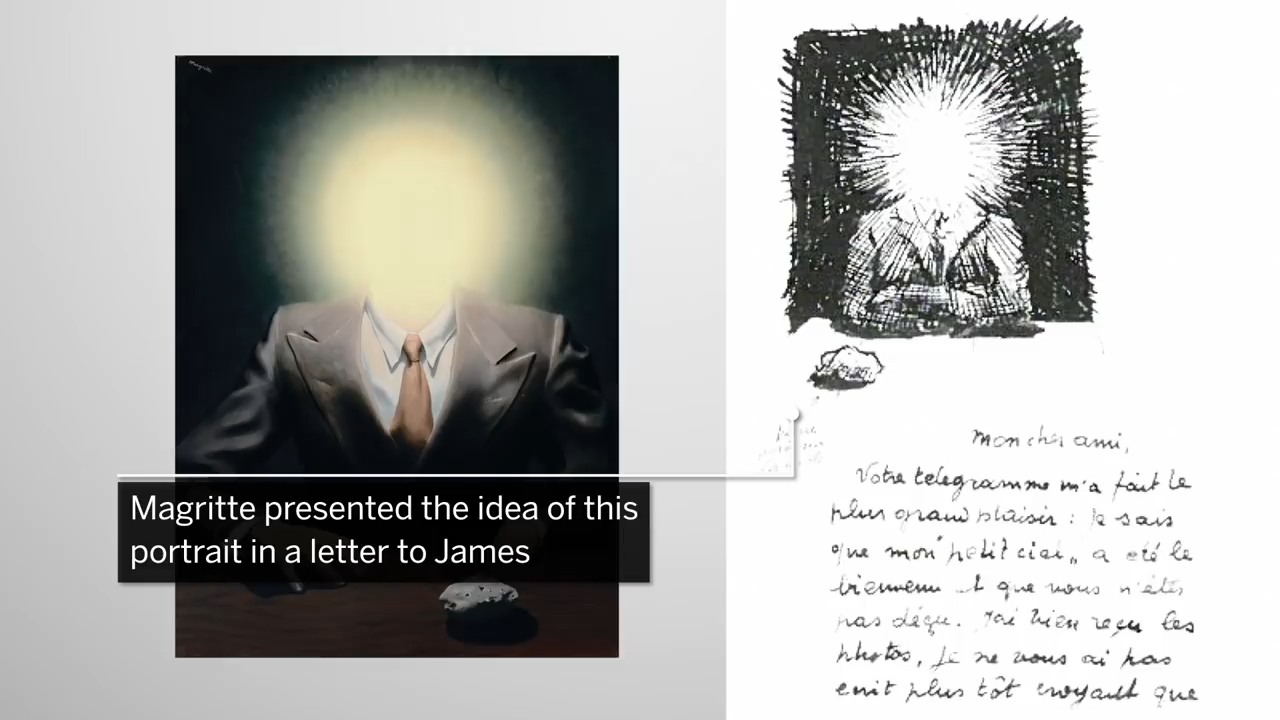 Magritte
Magritte presented the idea of this
portrait in a letter to James
mon cher ami,
Votre télégramme m'a fait le
plus grand plaisir : je sais
que mon "petit ciel" a été le
bienvenu et que vous n'êtes
pas déçu. J'ai bien reçu les
photos, je ne vous ai pas
écrit plus tôt croyant que